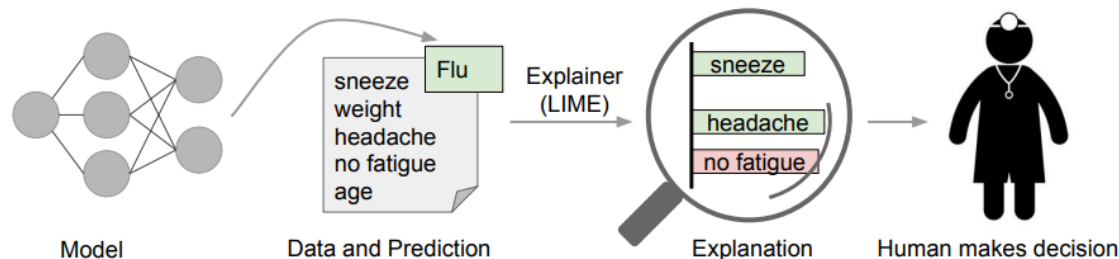 Flu
sneeze
weight
headache
no fatigue
age
Explainer
(LIME)
sneeze
headache
no fatigue
Model
Data and Prediction
Explanation
Human makes decision